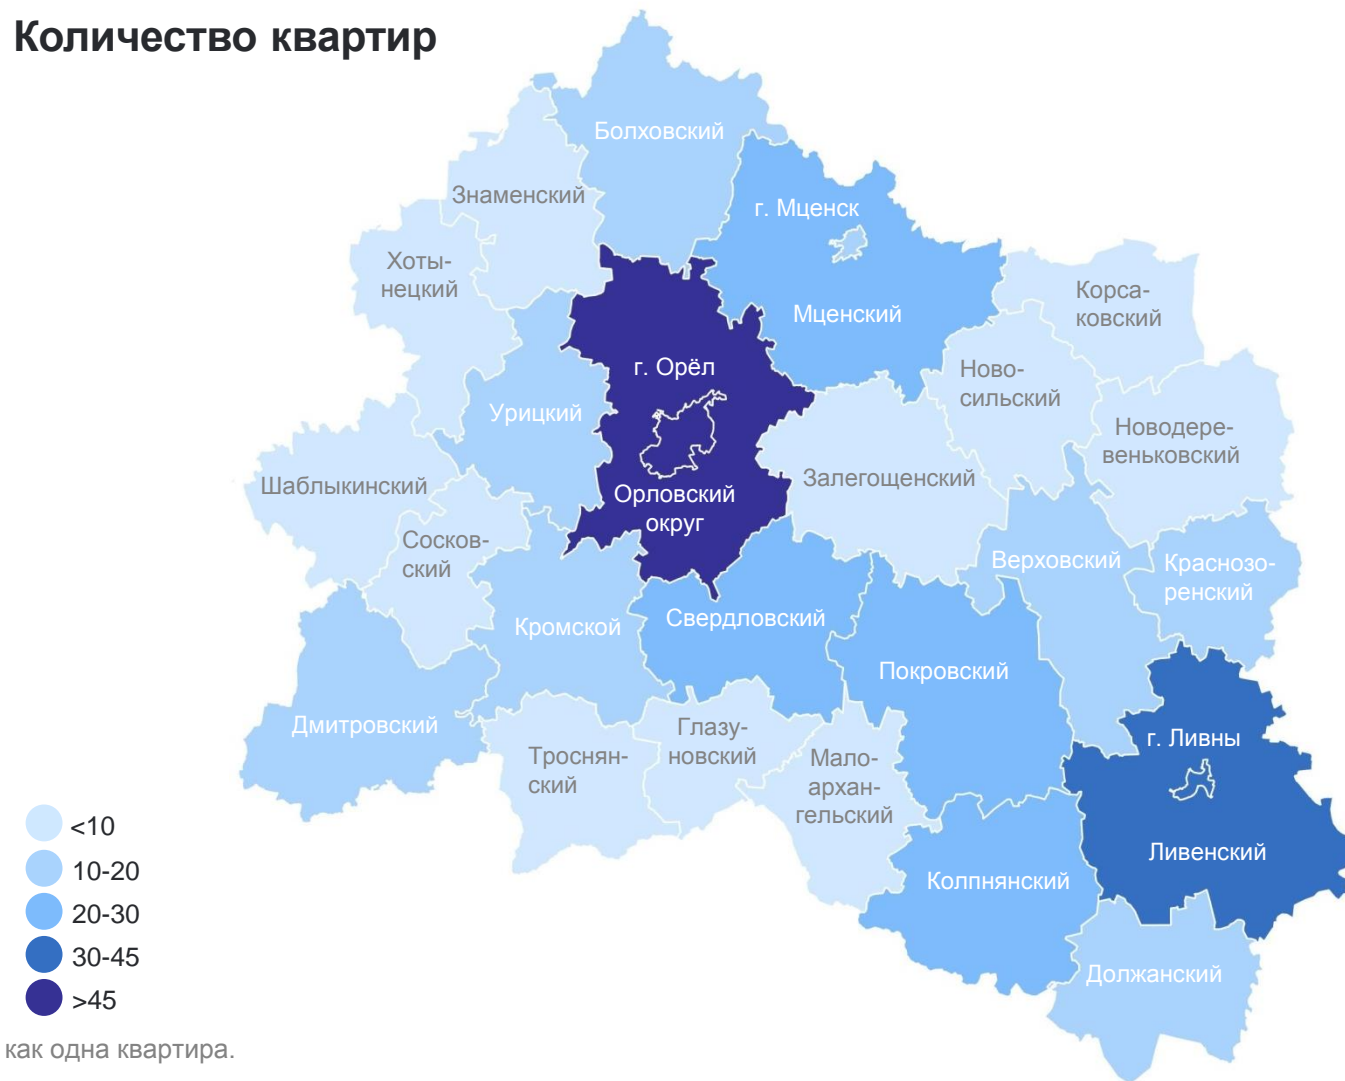 Количество квартир
Болховский
Знаменский
г. Мценск
Хоты-
нецкий
Корса-
ковский
Мценский
г. Орёл
Ново-
сильский
Урицкий
Новодере-
веньковский
Залегощенский
Шаблыкинский
Орловский
округ
Сосков-
ский
Верховский
Краснозо-
ренский
Свердловский
Кромской
Покровский
Дмитровский
Глазу-
новский
г. Ливны
Троснян-
ский
Мало-
архан-
гельский
Ливенский
Колпнянский
Должанский
<10
10-20
20-30
30-45
>45
как одна квартира.